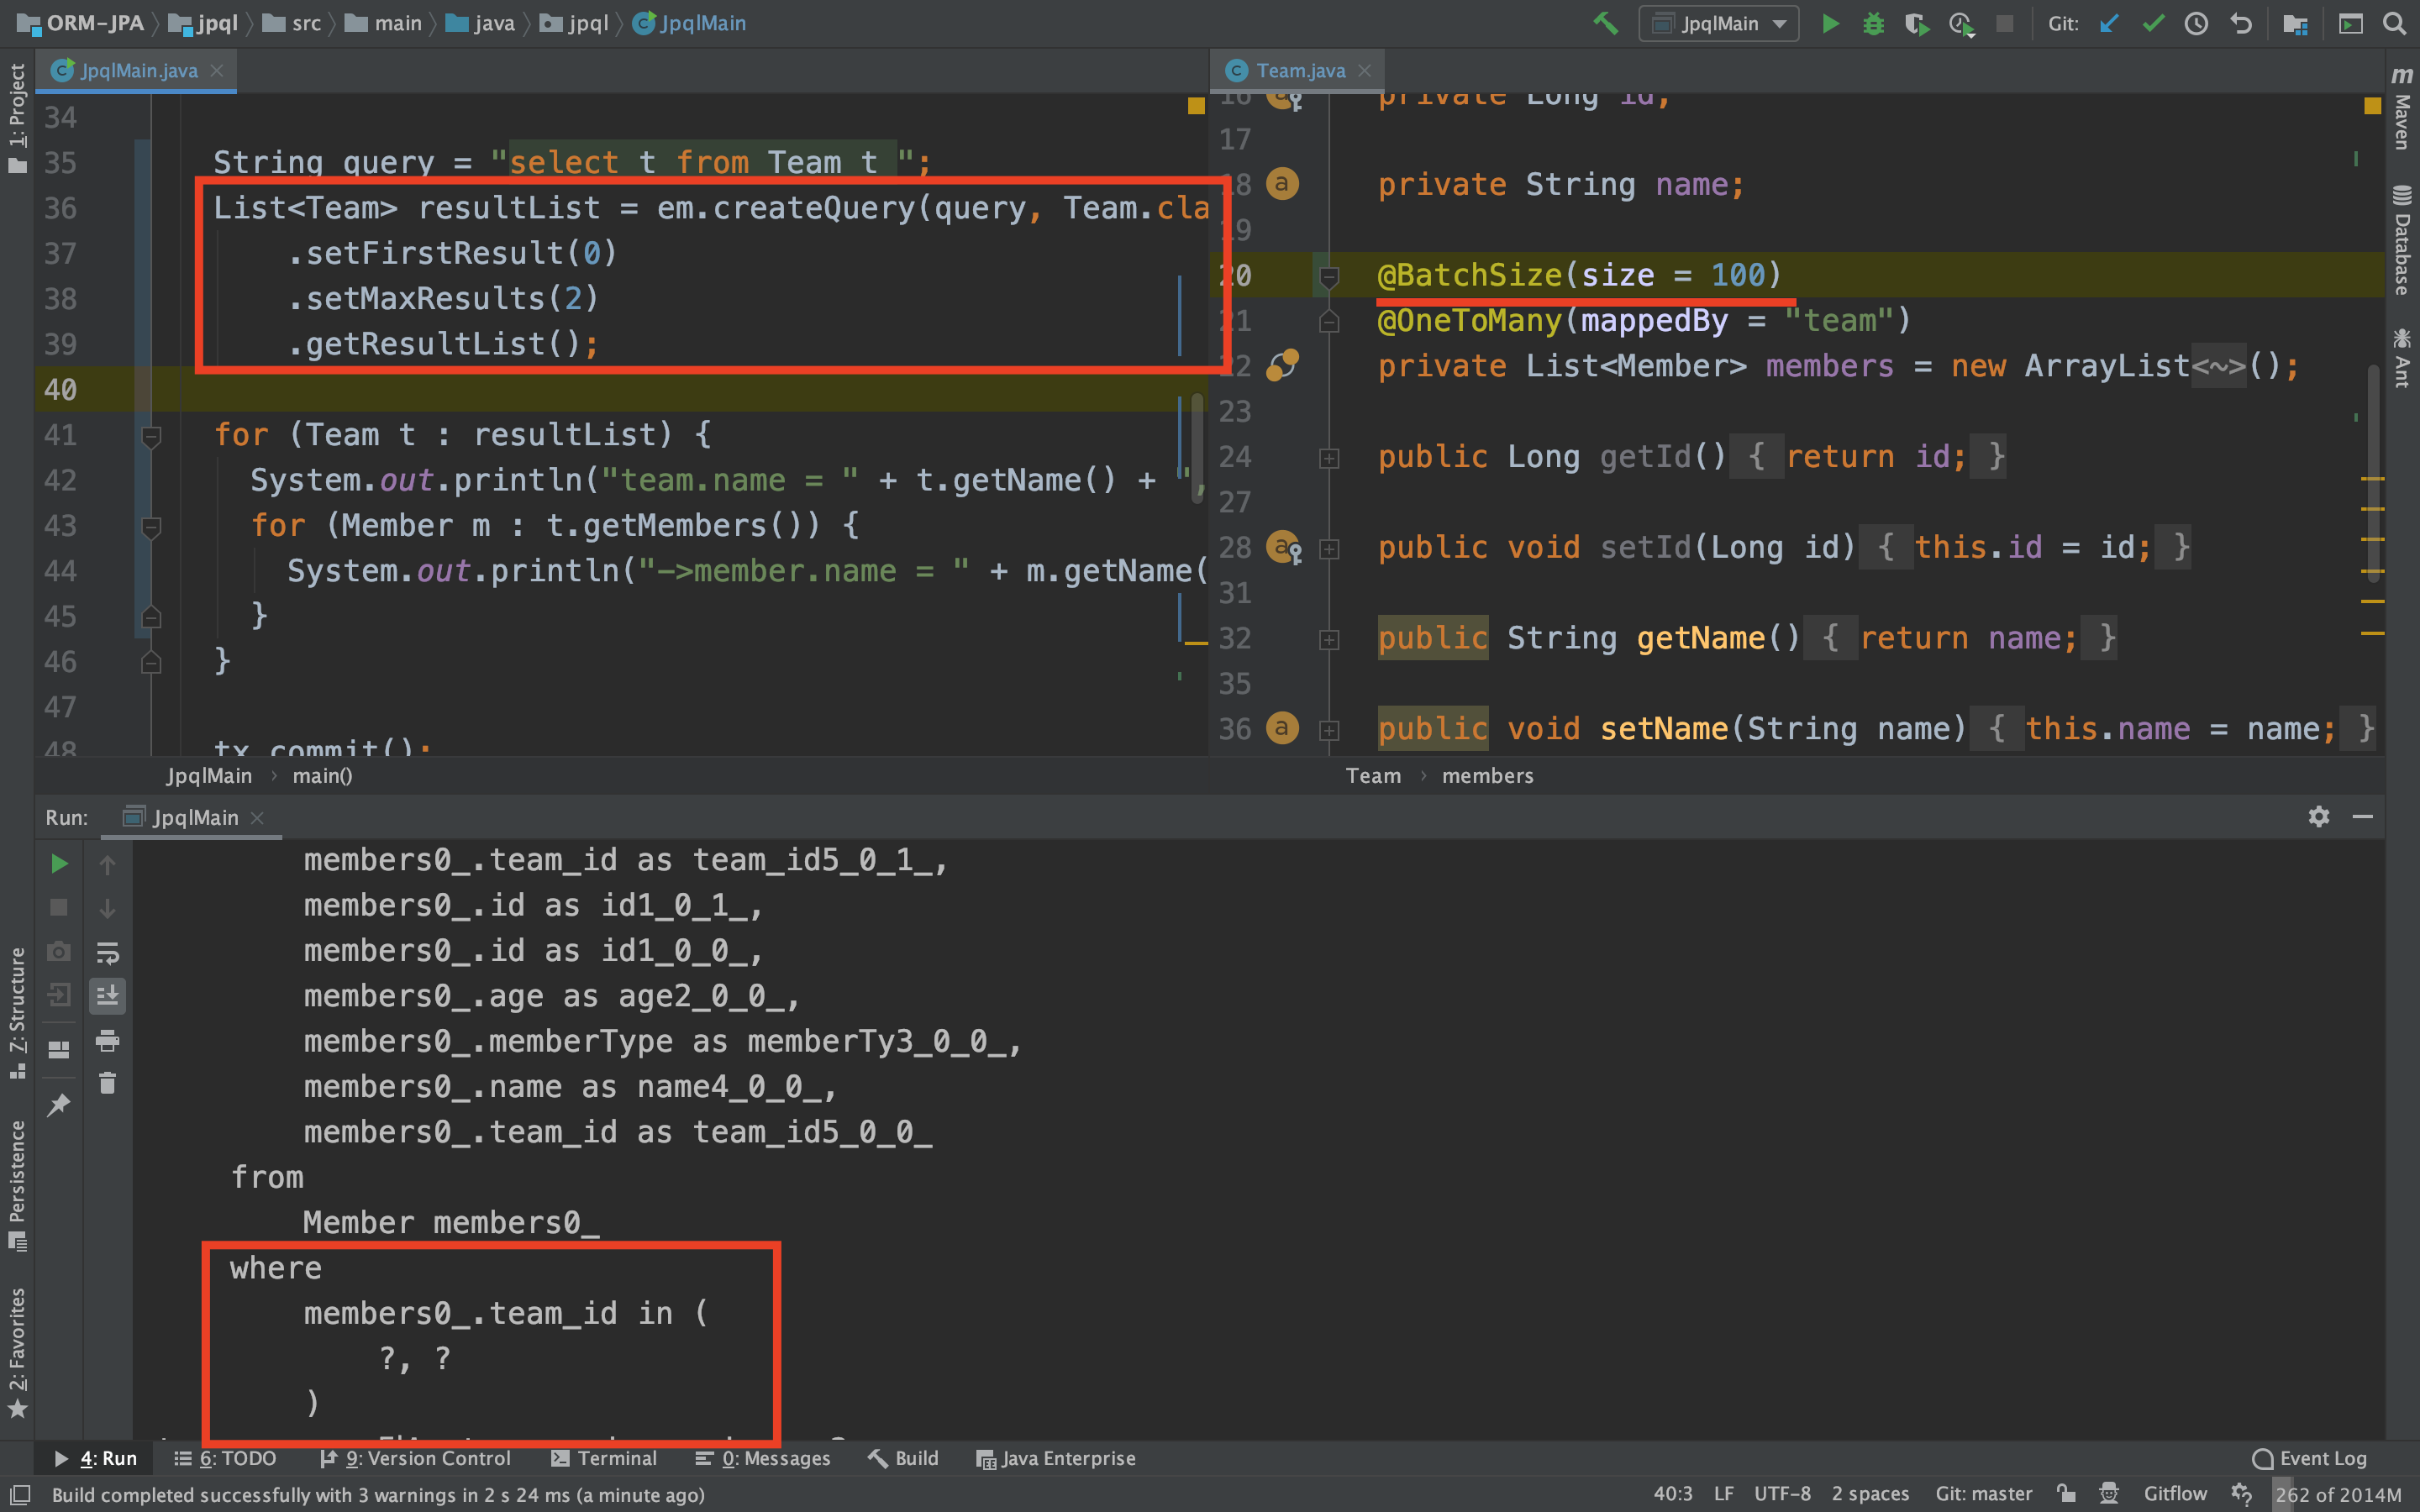 ORM-JPA jpql src main java jpql JpqlMain
JpqlMain Git:
JpqlMain.java
Team.java
1: Project
Z: Structure
Persistence
2: Favorites
Maven
Database
Ant
34
35 String query = "select t from Team t ";
36 List<Team> resultList = em.createQuery(query, Team.cla
37 .setFirstResult(0)
38 .setMaxResults(2)
39 .getResultList();
40
41 for (Team t : resultList) {
42 System.out.println("team.name = " + t.getName() + ",
43 for (Member m : t.getMembers()) {
44 System.out.println("->member.name = " + m.getName(
45 }
46 }
47
48 tx.commit();
16 private Long id;
17
18 private String name;
19
20 @BatchSize(size = 100)
21 @OneToMany(mappedBy = "team")
22 private List<Member> members = new ArrayList<~>();
23
24 public Long getId() { return id; }
27
28 public void setId(Long id) { this.id = id; }
31
32 public String getName() { return name; }
35
36 public void setName(String name) { this.name = name; }
JpqlMain › main()
Team › members
Run: JpqlMain
members0_.team_id as team_id5_0_1_,
members0_.id as id1_0_1_,
members0_.id as id1_0_0_,
members0_.age as age2_0_0_,
members0_.memberType as memberTy3_0_0_,
members0_.name as name4_0_0_,
members0_.team_id as team_id5_0_0_
from
Member members0_
where
members0_.team_id in (
?, ?
)
4: Run 6: TODO 9: Version Control Terminal 0: Messages Build Java Enterprise Event Log
Build completed successfully with 3 warnings in 2 s 24 ms (a minute ago) 40:3 LF UTF-8 2 spaces Git: master Gitflow 262 of 2014M